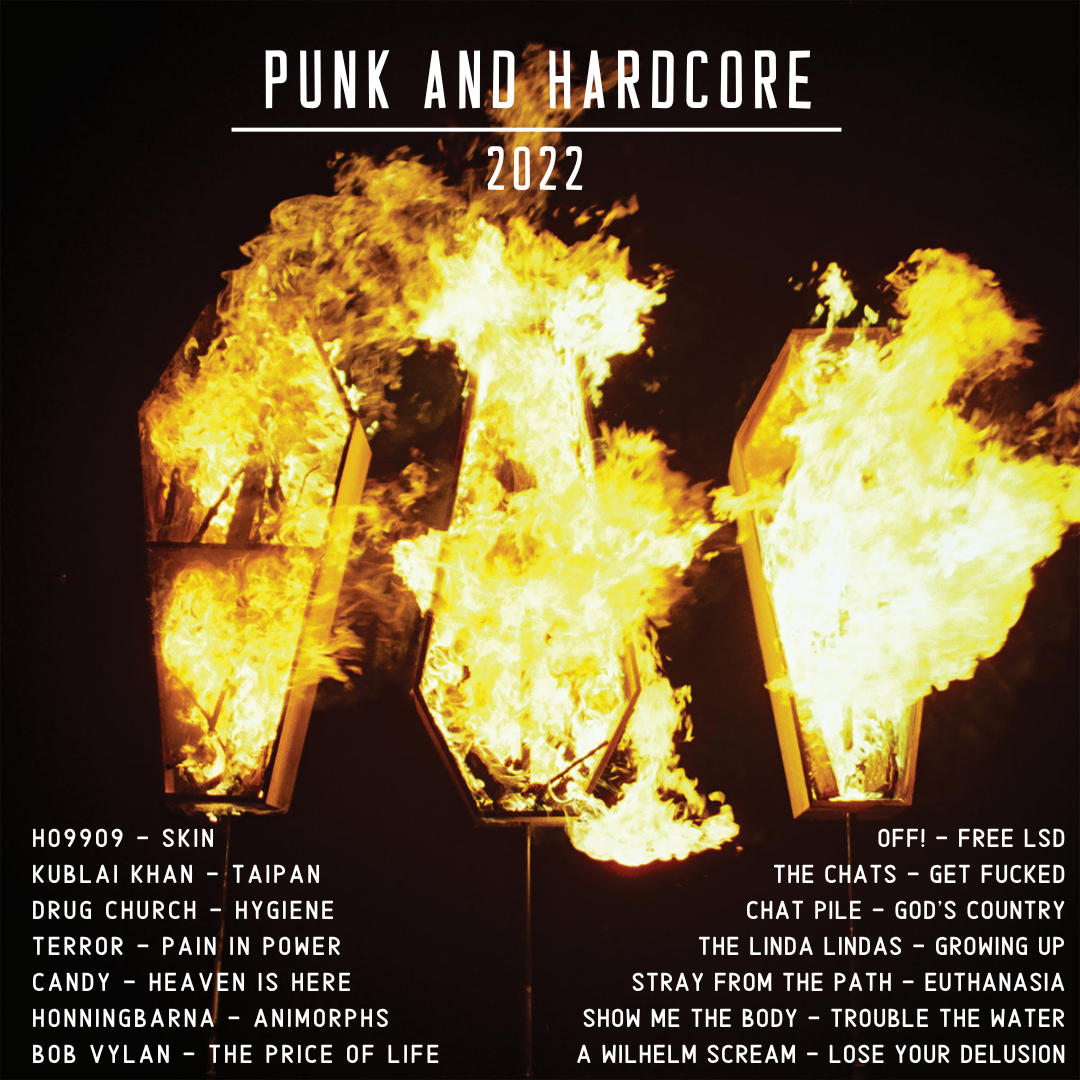 PUNK AND HARDCORE
2022
HO99O9 – SKIN
KUBLAI KHAN – TAIPAN
DRUG CHURCH – HYGIENE
TERROR – PAIN IN POWER
CANDY – HEAVEN IS HERE
HONNINGBARNA – ANIMORPHS
BOB VYLAN – THE PRICE OF LIFE
OFF! – FREE LSD
THE CHATS – GET FUCKED
CHAT PILE – GOD'S COUNTRY
THE LINDA LINDAS – GROWING UP
STRAY FROM THE PATH – EUTHANASIA
SHOW ME THE BODY – TROUBLE THE WATER
A WILHELM SCREAM – LOSE YOUR DELUSION